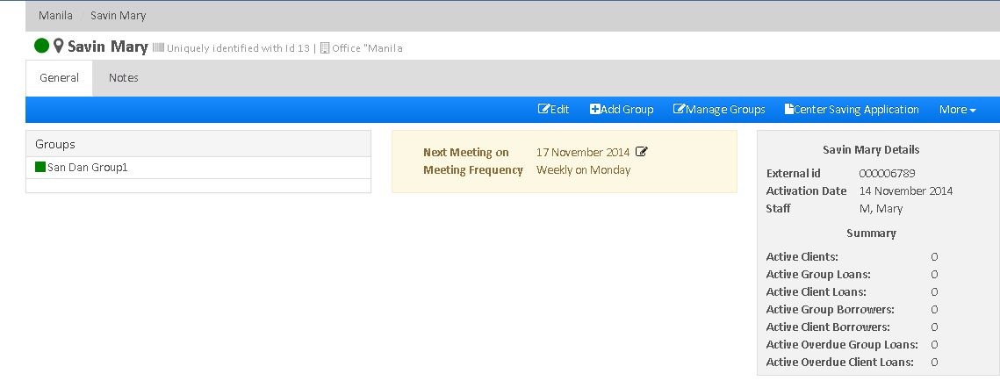 Manila / Savin Mary
Savin Mary Uniquely identified with Id 13 | Office "Manila
General Notes
Edit Add Group Manage Groups Center Saving Application More
Groups
San Dan Group1
Next Meeting on 17 November 2014
Meeting Frequency Weekly on Monday
Savin Mary Details
External id 000006789
Activation Date 14 November 2014
Staff M, Mary
Summary
Active Clients: 0
Active Group Loans: 0
Active Client Loans: 0
Active Group Borrowers: 0
Active Client Borrowers: 0
Active Overdue Group Loans: 0
Active Overdue Client Loans: 0